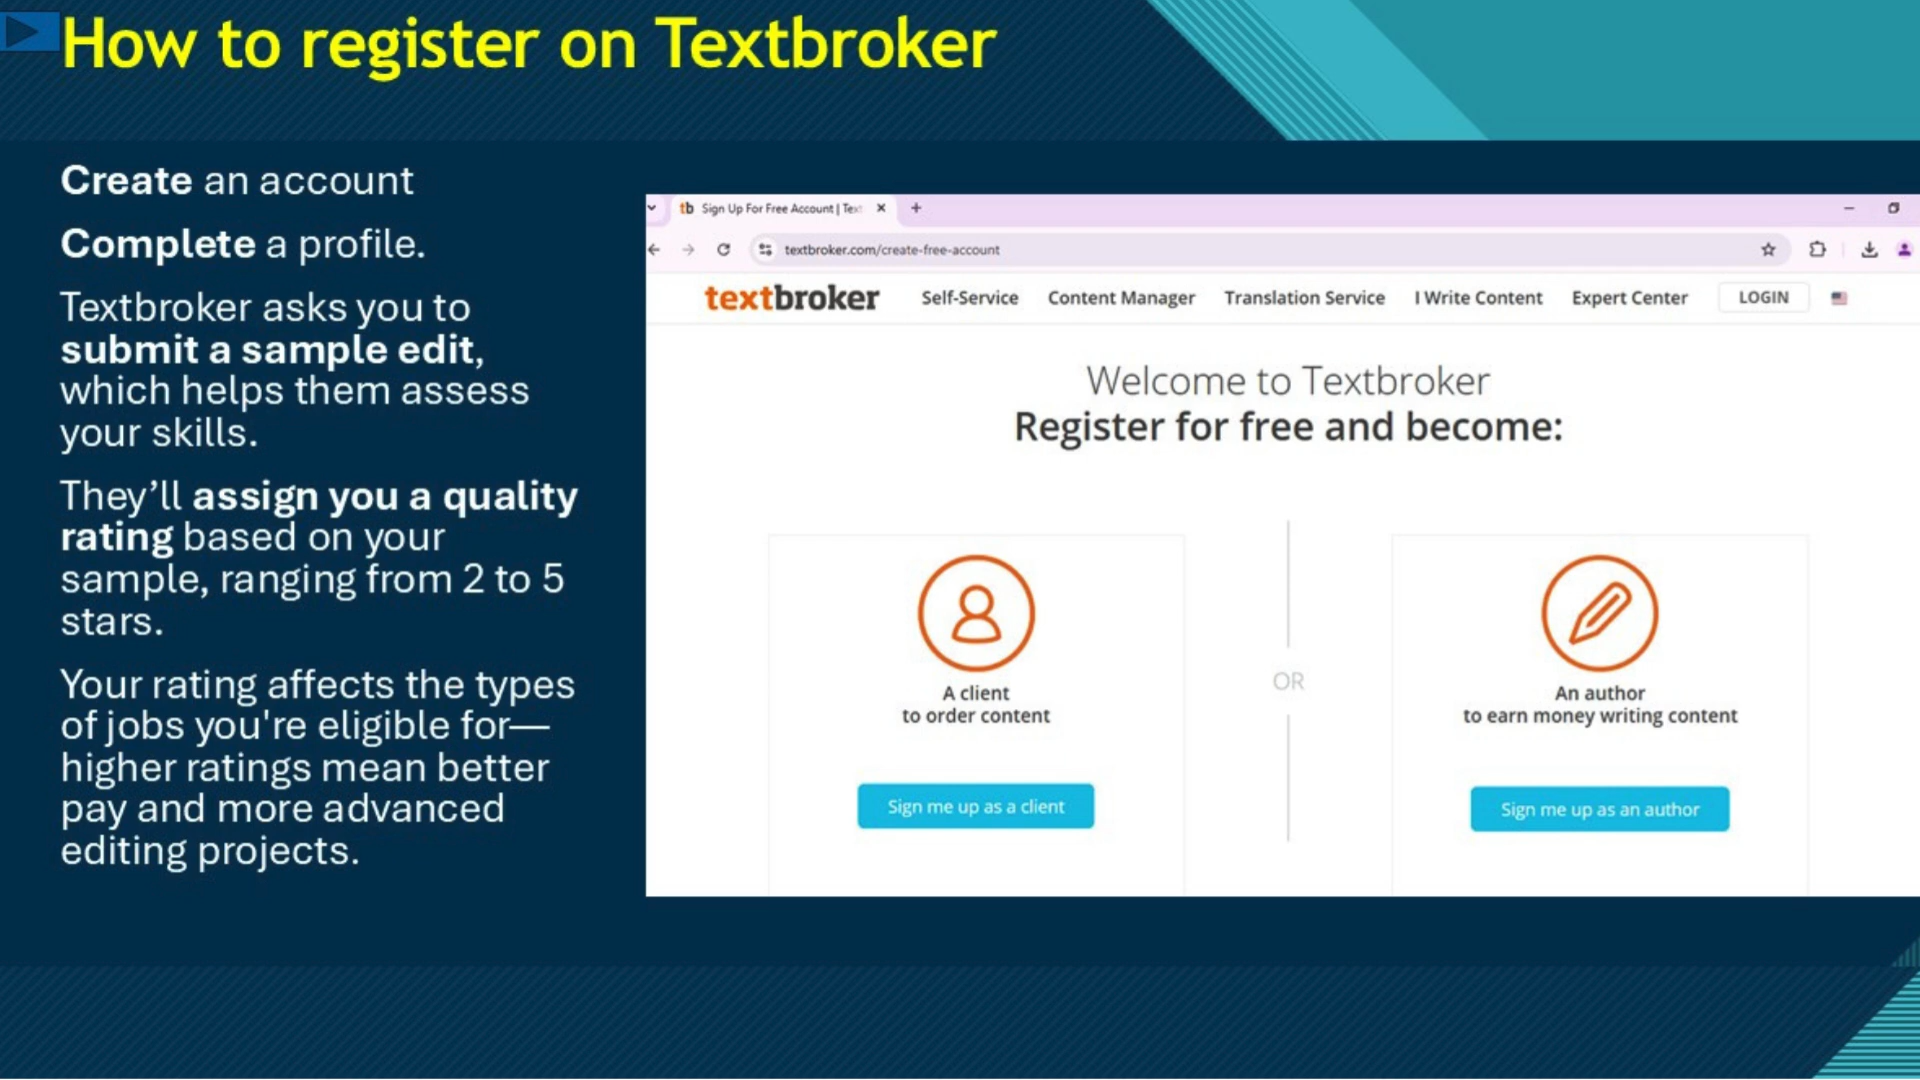 How to register on Textbroker
Create an account
Complete a profile.
Textbroker asks you to
submit a sample edit,
which helps them assess
your skills.
They’ll assign you a quality
rating based on your
sample, ranging from 2 to 5
stars.
Your rating affects the types
of jobs you're eligible for—
higher ratings mean better
pay and more advanced
editing projects.
tb Sign Up For Free Account | Tex
textbroker.com/create-free-account
textbroker Self-Service Content Manager Translation Service I Write Content Expert Center LOGIN
Welcome to Textbroker
Register for free and become:
A client
to order content
Sign me up as a client
OR
An author
to earn money writing content
Sign me up as an author